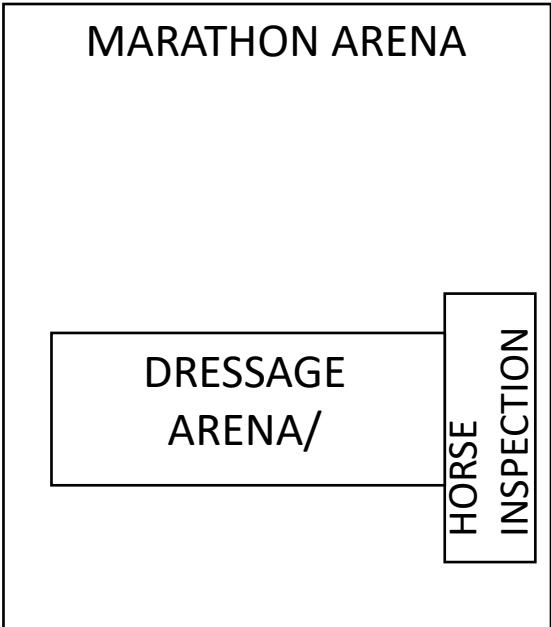 MARATHON ARENA
DRESSAGE
ARENA/
HORSE
INSPECTION